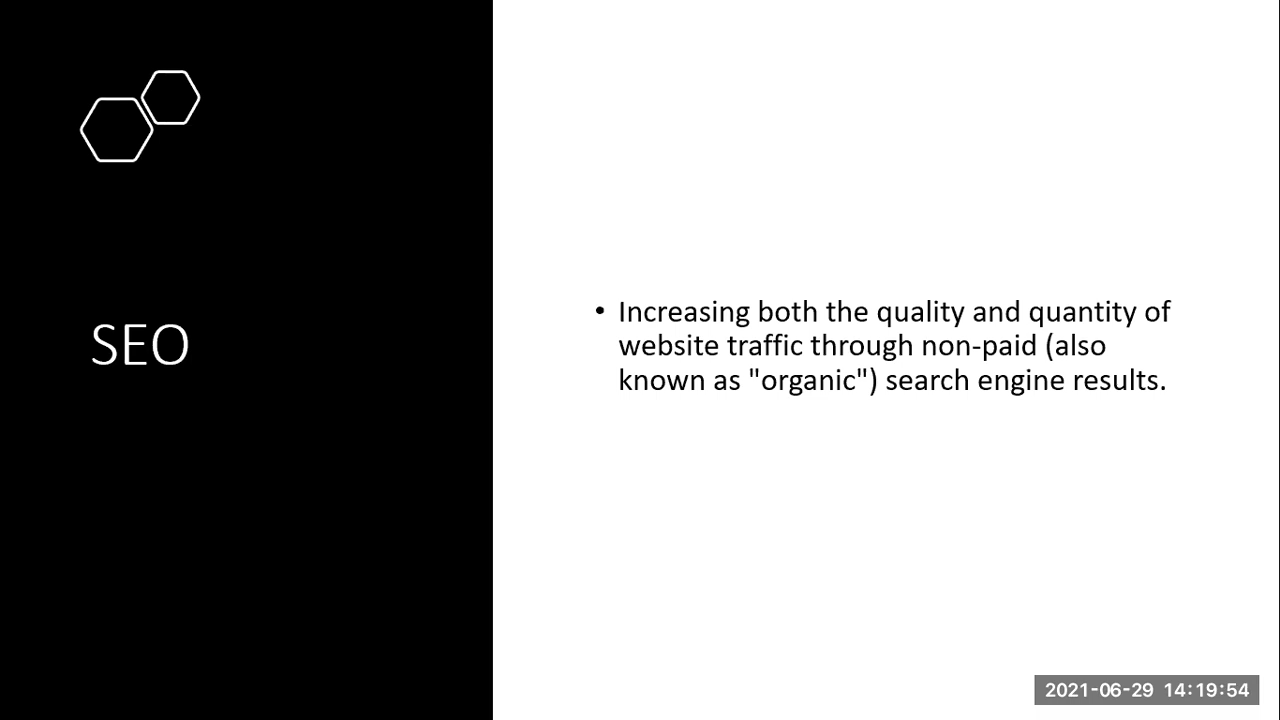 SEO
• Increasing both the quality and quantity of
website traffic through non-paid (also
known as "organic") search engine results.
2021-06-29 14:19:54